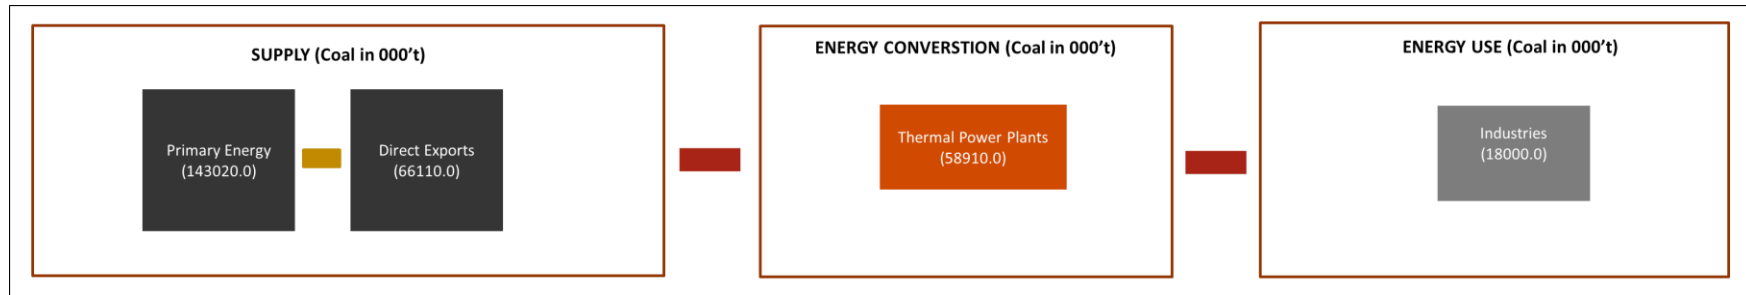 SUPPLY (Coal in 000’t)
Primary Energy
(143020.0)
Direct Exports
(66110.0)
ENERGY CONVERSTION (Coal in 000’t)
Thermal Power Plants
(58910.0)
ENERGY USE (Coal in 000’t)
Industries
(18000.0)